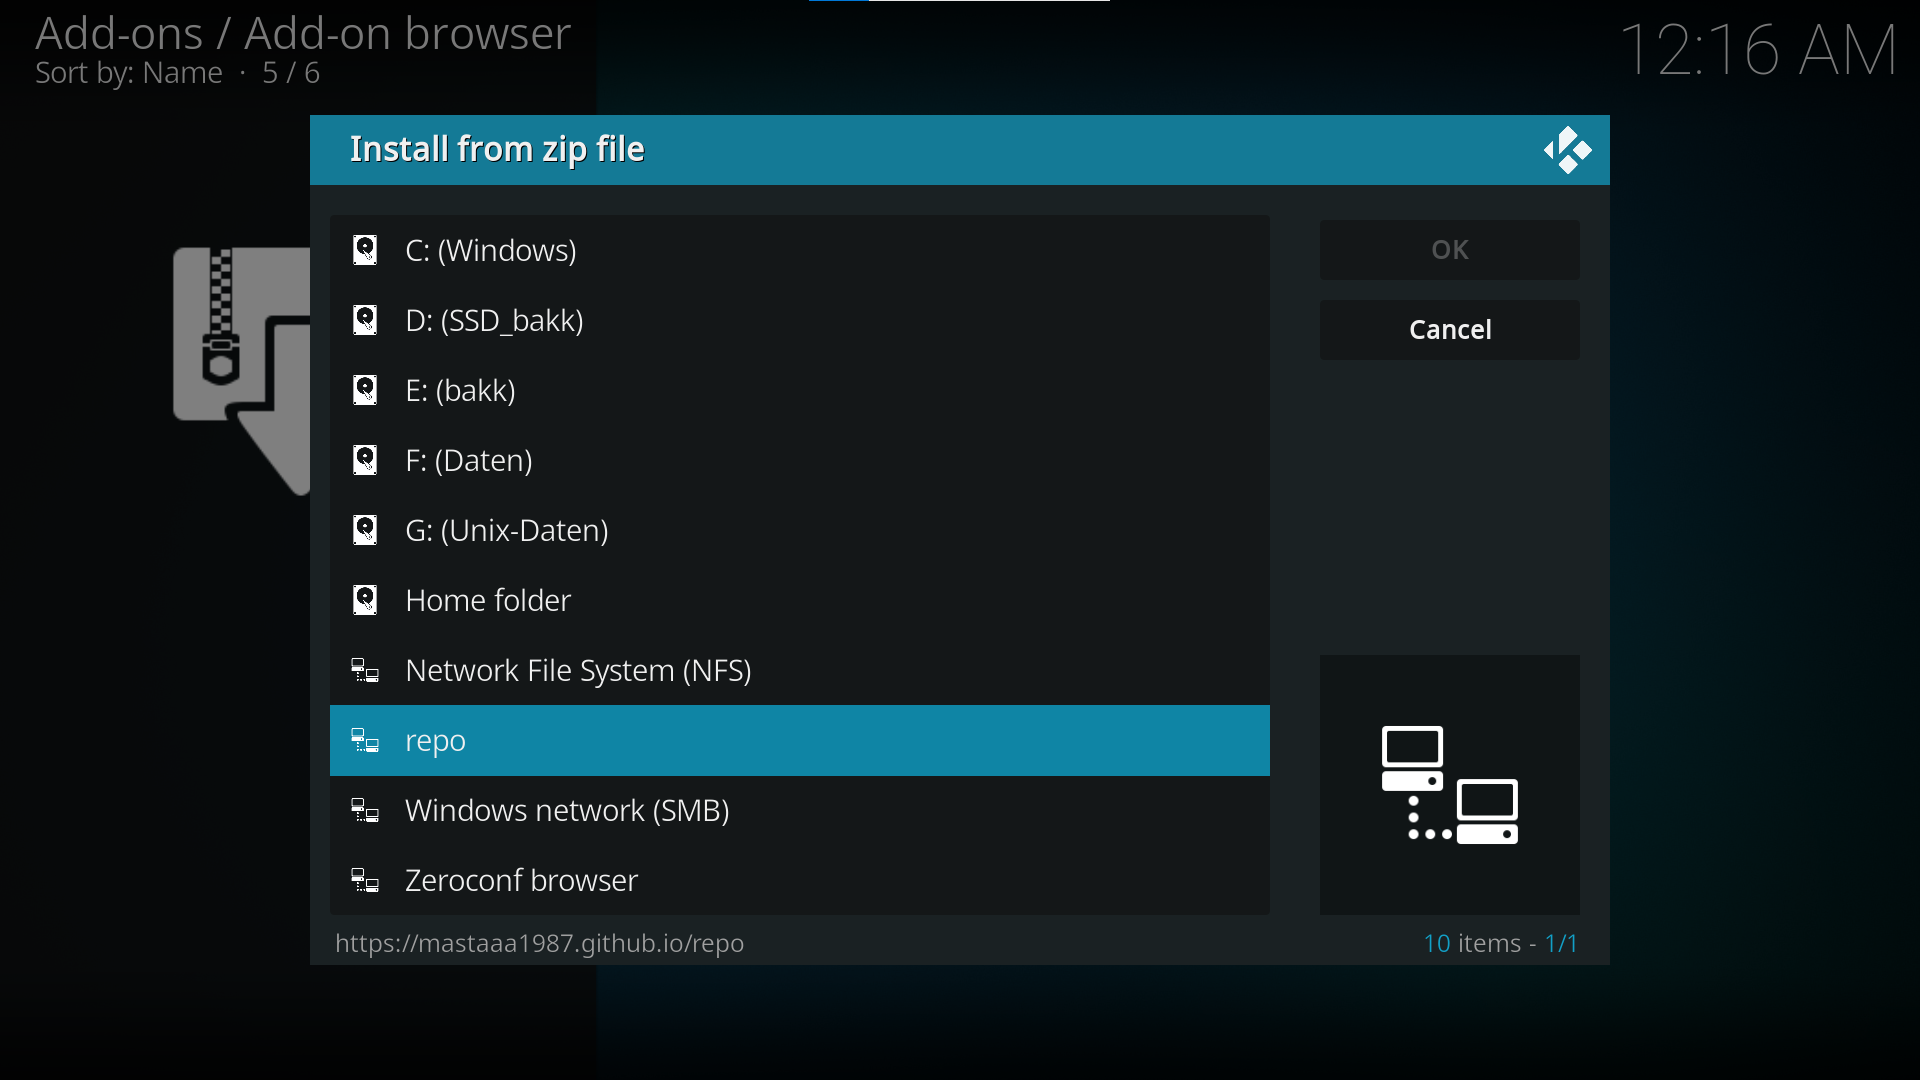 Add-ons / Add-on browser
Sort by: Name · 5 / 6
12:16 AM
Install from zip file
C: (Windows)
D: (SSD_bakk)
E: (bakk)
F: (Daten)
G: (Unix-Daten)
Home folder
Network File System (NFS)
repo
Windows network (SMB)
Zeroconf browser
OK
Cancel
https://mastaaa1987.github.io/repo
10 items - 1/1